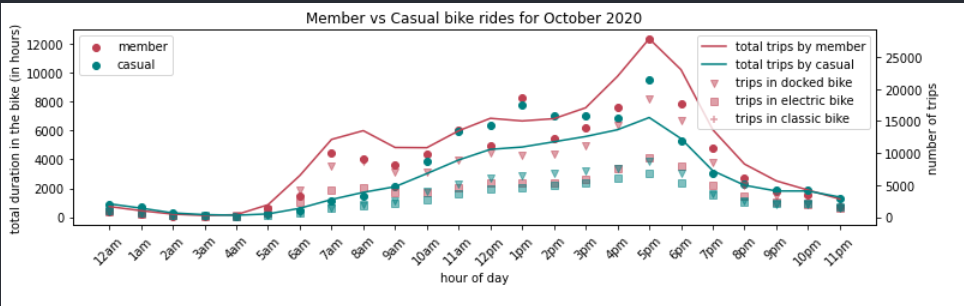 Member vs Casual bike rides for October 2020
total duration in the bike (in hours)
12000
10000
8000
6000
4000
2000
0
member
casual
total trips by member
total trips by casual
trips in docked bike
trips in electric bike
trips in classic bike
25000
20000
15000
10000
5000
0
number of trips
12am 1am 2am 3am 4am 5am 6am 7am 8am 9am 10am 11am 12pm 1pm 2pm 3pm 4pm 5pm 6pm 7pm 8pm 9pm 10pm 11pm
hour of day